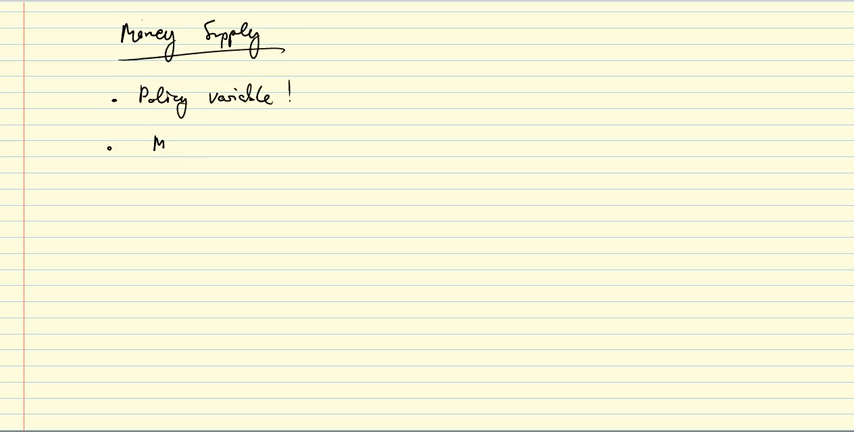 Money Supply
• Policy variable !
• M